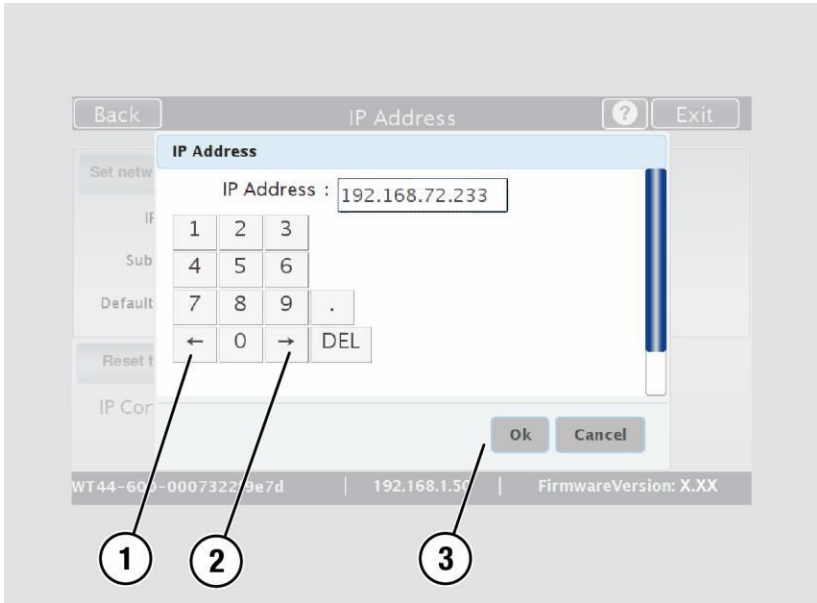 Back IP Address ? Exit
IP Address
Set netw
IP Address : 192.168.72.233
IP
1 2 3
Sub
4 5 6
Default
7 8 9 .
← 0 → DEL
Reset t
IP Con
Ok Cancel
192.168.1.50 | FirmwareVersion: X.XX
1 2 3